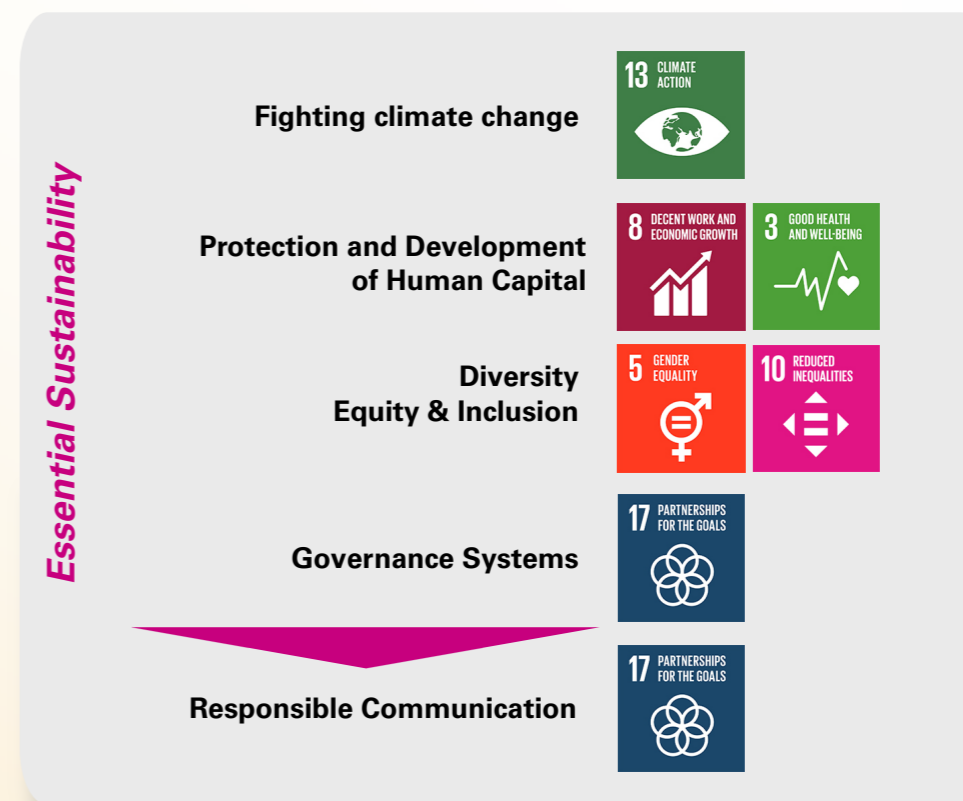 Essential Sustainability
Fighting climate change
13 CLIMATE
ACTION
Protection and Development
of Human Capital
8 DECENT WORK AND
ECONOMIC GROWTH
3 GOOD HEALTH
AND WELL-BEING
Diversity
Equity & Inclusion
5 GENDER
EQUALITY
10 REDUCED
INEQUALITIES
Governance Systems
17 PARTNERSHIPS
FOR THE GOALS
Responsible Communication
17 PARTNERSHIPS
FOR THE GOALS